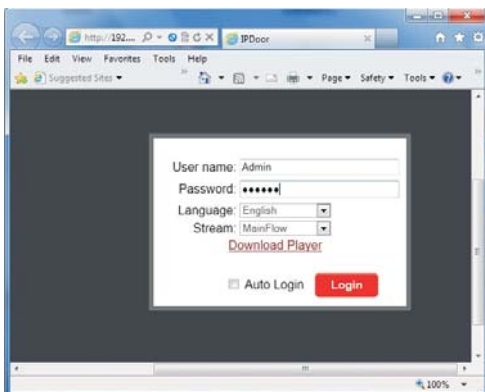 http://192....
IPDoor
File Edit View Favorites Tools Help
Suggested Sites
Page Safety Tools
User name: Admin
Password: ••••••
Language: English
Stream: MainFlow
Download Player
Auto Login Login
100%